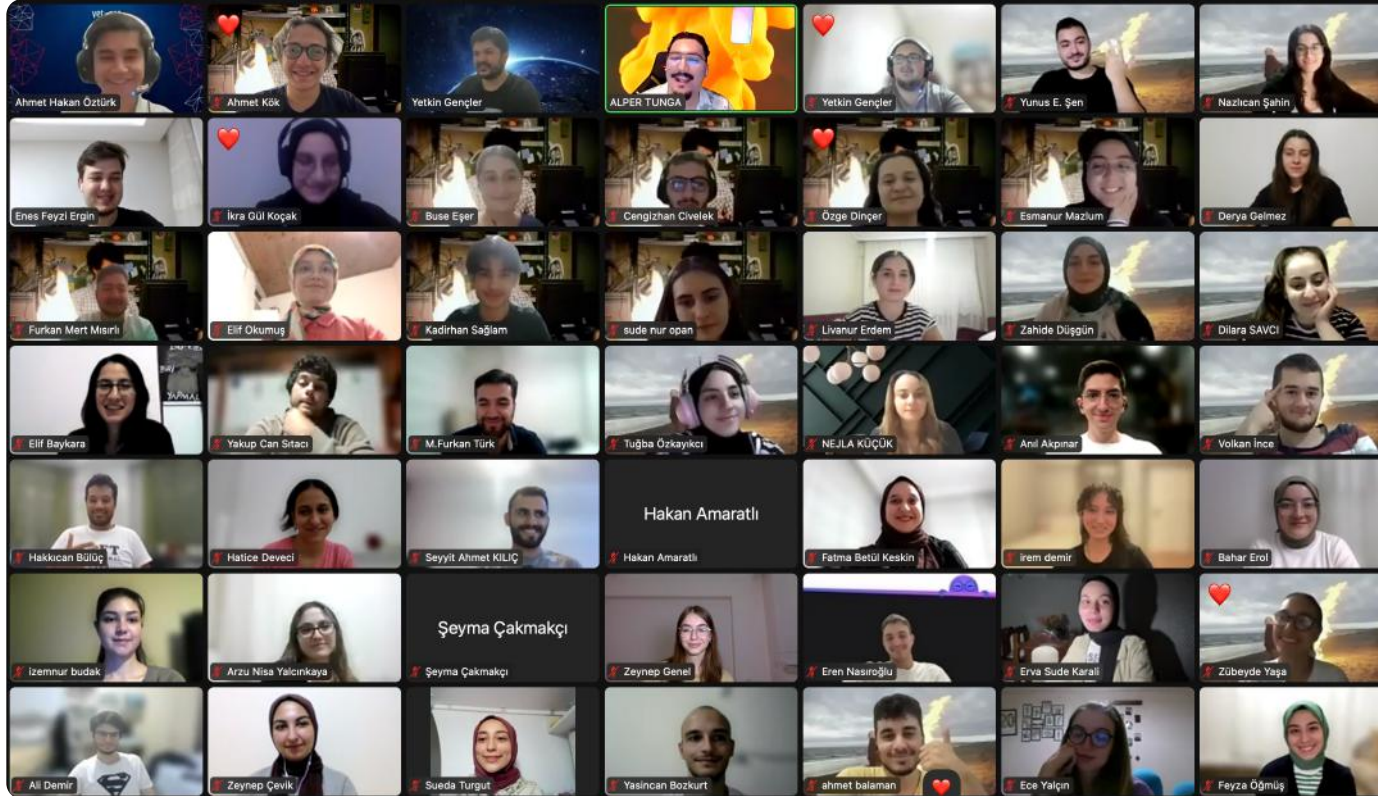 Ahmet Hakan Öztürk
Ahmet Kök
Yetkin Gençler
ALPER TUNGA
Yetkin Gençler
Yunus E. Şen
Nazlıcan Şahin
Enes Feyzi Ergin
İkra Gül Koçak
Buse Eşer
Cengizhan Civelek
Özge Dinçer
Esmanur Mazlum
Derya Gelmez
Furkan Mert Mısırlı
Elif Okumuş
Kadirhan Sağlam
sude nur opan
Livanur Erdem
Zahide Düşgün
Dilara SAVCI
Elif Baykara
Yakup Can Sıtacı
M.Furkan Türk
Tuğba Özkayıkcı
NEJLA KÜÇÜK
Anıl Akpınar
Volkan İnce
Hakkıcan Bülüç
Hatice Deveci
Seyyit Ahmet KILIÇ
Hakan Amaratlı
Hakan Amaratlı
Fatma Betül Keskin
irem demir
Bahar Erol
izemnur budak
Arzu Nisa Yalcınkaya
Şeyma Çakmakçı
Şeyma Çakmakçı
Zeynep Genel
Eren Nasıroğlu
Erva Sude Karali
Zübeyde Yaşa
Ali Demir
Zeynep Çevik
Sueda Turgut
Yasincan Bozkurt
ahmet balaman
Ece Yalçın
Feyza Öğmüş